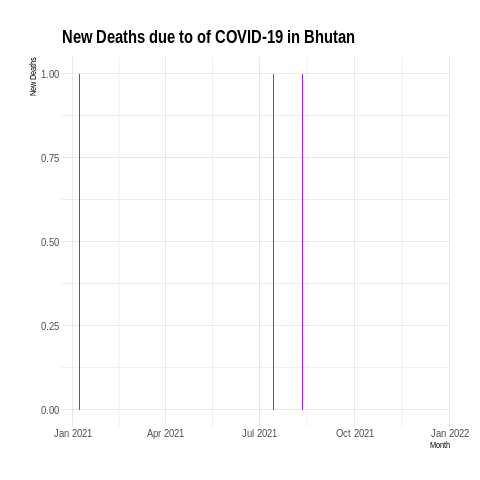 New Deaths due to of COVID-19 in Bhutan
New Deaths
1.00
0.75
0.50
0.25
0.00
Jan 2021 Apr 2021 Jul 2021 Oct 2021 Jan 2022
Month